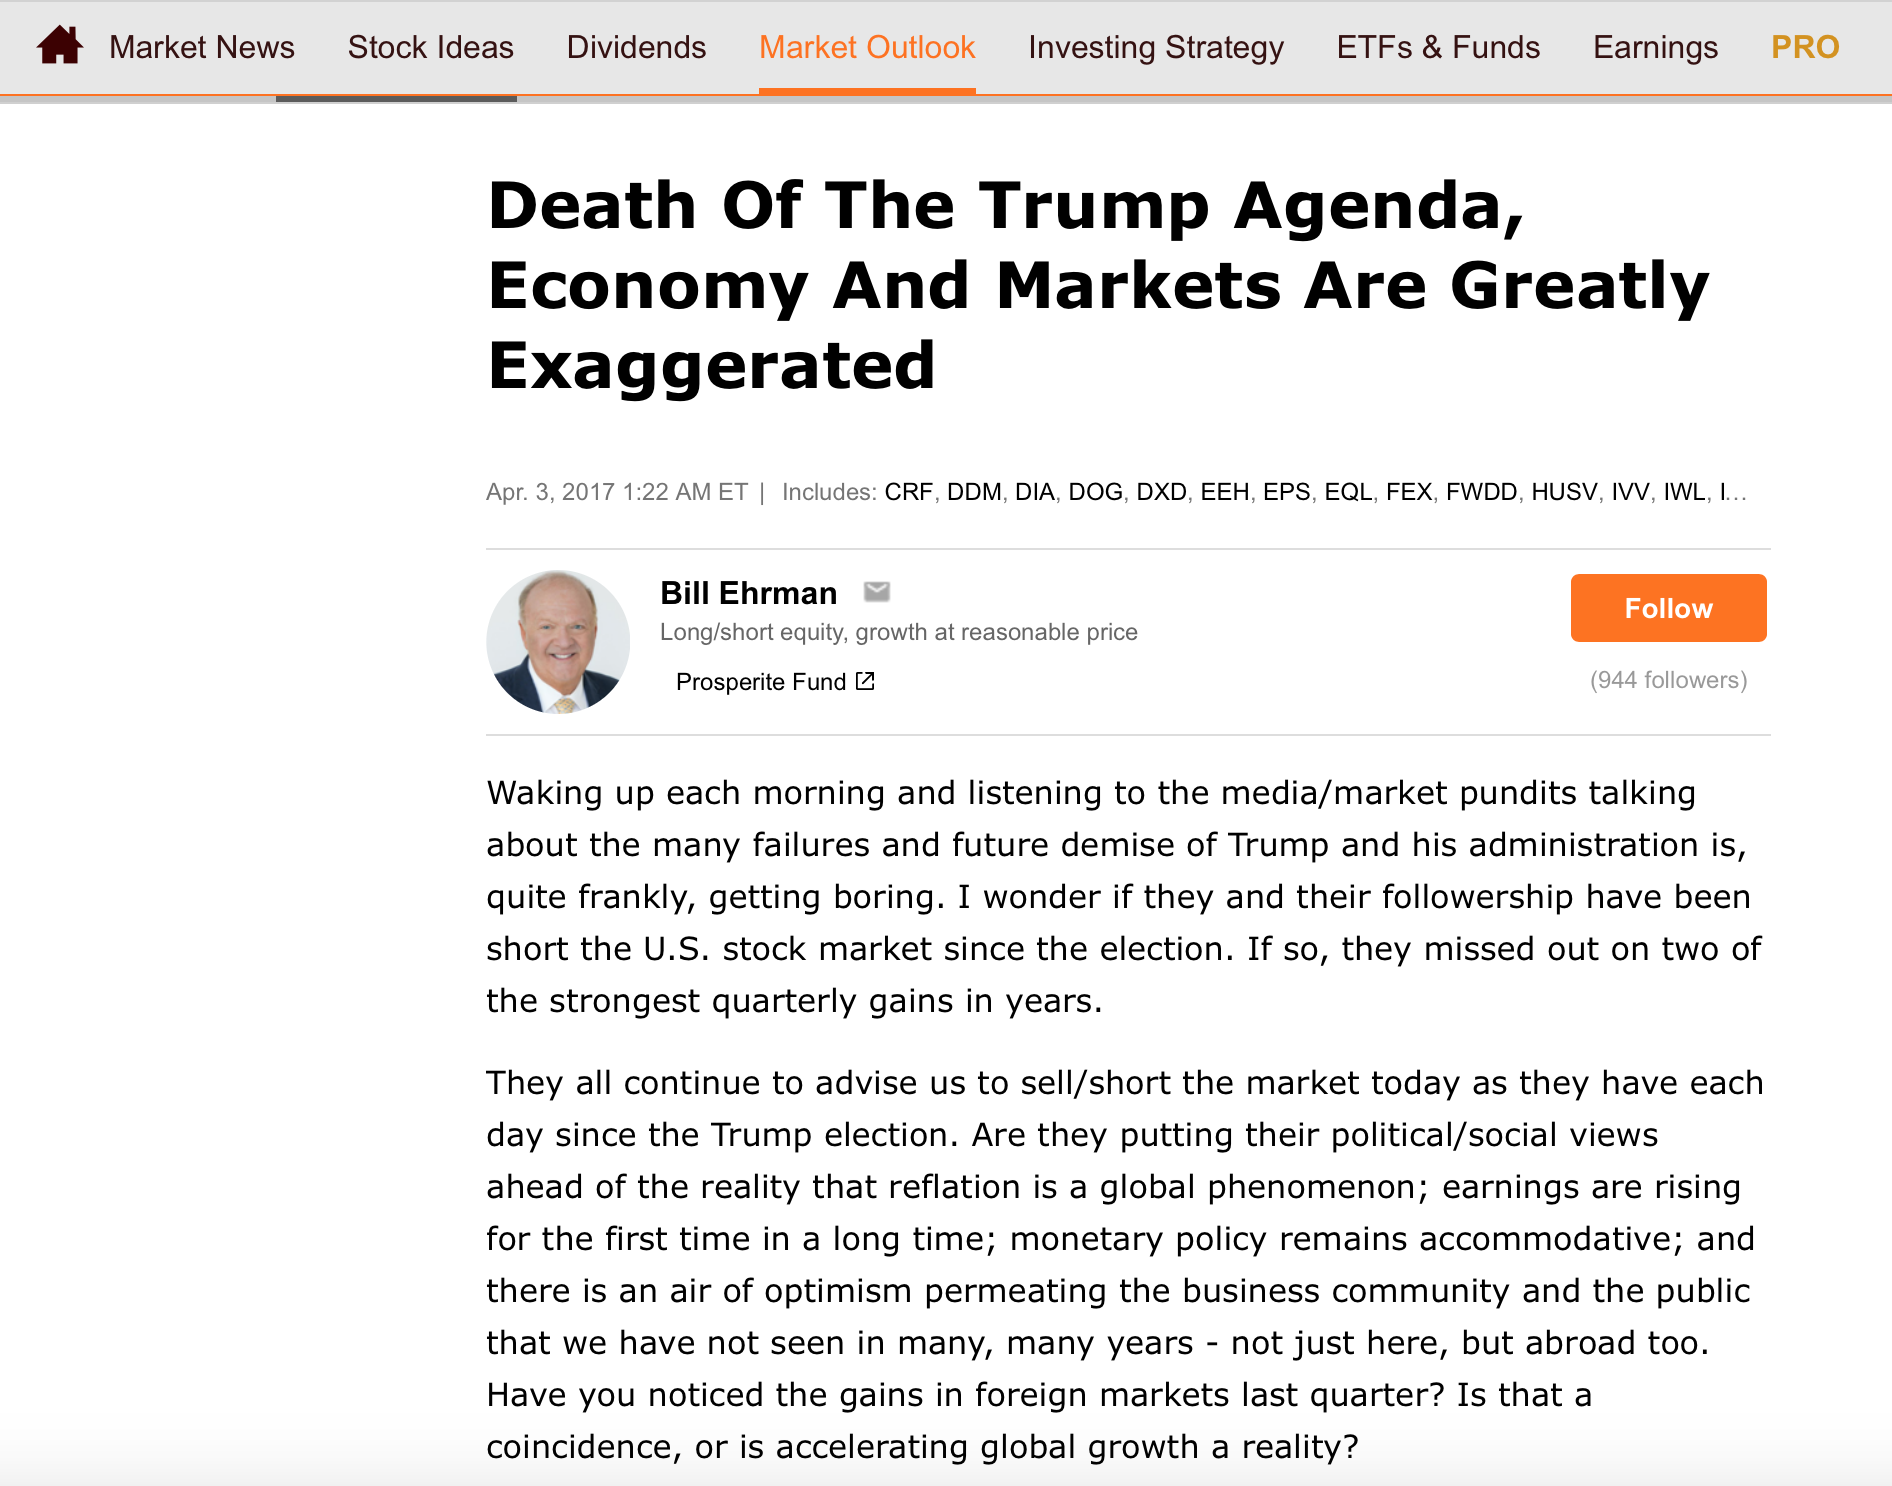 Market News Stock Ideas Dividends Market Outlook Investing Strategy ETFs & Funds Earnings PRO
Death Of The Trump Agenda,
Economy And Markets Are Greatly
Exaggerated
Apr. 3, 2017 1:22 AM ET | Includes: CRF, DDM, DIA, DOG, DXD, EEH, EPS, EQL, FEX, FWDD, HUSV, IVV, IWL, I...
Bill Ehrman
Long/short equity, growth at reasonable price
Prosperite Fund
Follow
(944 followers)
Waking up each morning and listening to the media/market pundits talking
about the many failures and future demise of Trump and his administration is,
quite frankly, getting boring. I wonder if they and their followership have been
short the U.S. stock market since the election. If so, they missed out on two of
the strongest quarterly gains in years.
They all continue to advise us to sell/short the market today as they have each
day since the Trump election. Are they putting their political/social views
ahead of the reality that reflation is a global phenomenon; earnings are rising
for the first time in a long time; monetary policy remains accommodative; and
there is an air of optimism permeating the business community and the public
that we have not seen in many, many years - not just here, but abroad too.
Have you noticed the gains in foreign markets last quarter? Is that a
coincidence, or is accelerating global growth a reality?